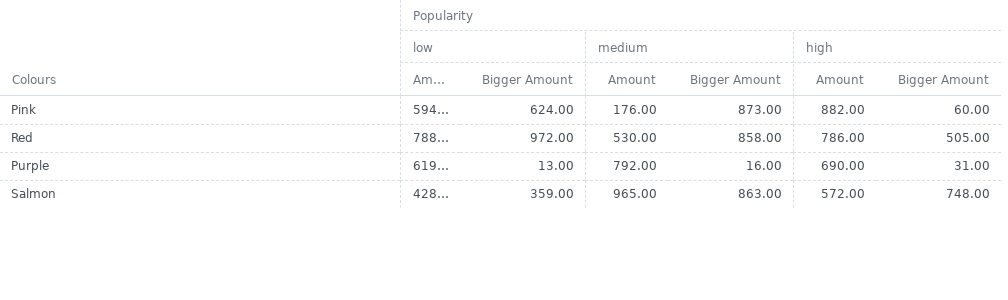 Popularity
low medium high
Colours Am... Bigger Amount Amount Bigger Amount Amount Bigger Amount
Pink 594... 624.00 176.00 873.00 882.00 60.00
Red 788... 972.00 530.00 858.00 786.00 505.00
Purple 619... 13.00 792.00 16.00 690.00 31.00
Salmon 428... 359.00 965.00 863.00 572.00 748.00